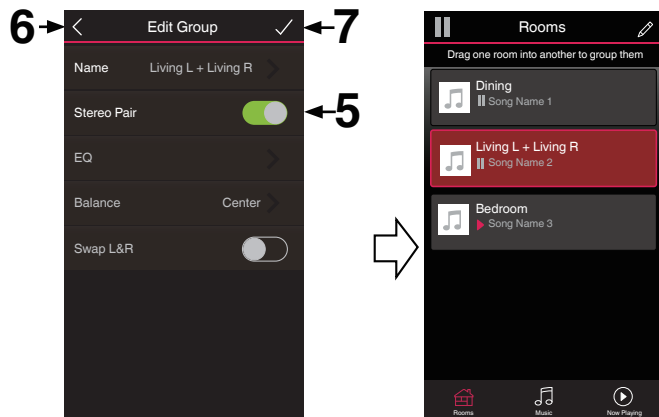 6
Edit Group
7
Name Living L + Living R
Stereo Pair
5
EQ
Balance Center
Swap L&R
Rooms
Drag one room into another to group them
Dining
Song Name 1
Living L + Living R
Song Name 2
Bedroom
Song Name 3
Rooms Music Now Playing